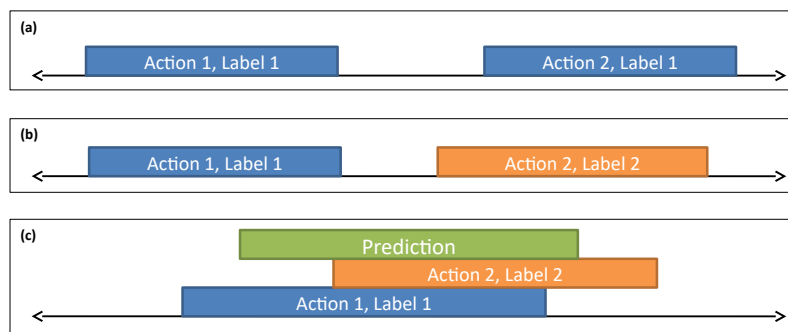 (a)
Action 1, Label 1 Action 2, Label 1
(b)
Action 1, Label 1 Action 2, Label 2
(c)
Prediction
Action 2, Label 2
Action 1, Label 1